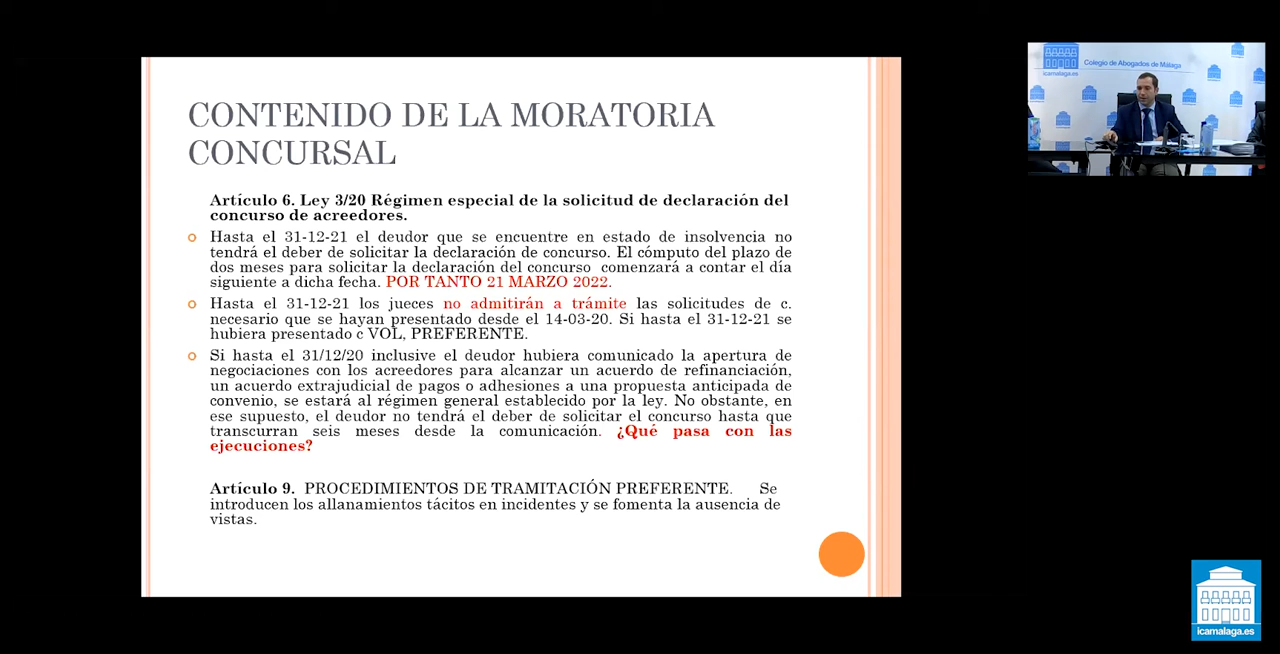 CONTENIDO DE LA MORATORIA
CONCURSAL
Artículo 6. Ley 3/20 Régimen especial de la solicitud de declaración del
concurso de acreedores.
Hasta el 31-12-21 el deudor que se encuentre en estado de insolvencia no
tendrá el deber de solicitar la declaración de concurso. El cómputo del plazo de
dos meses para solicitar la declaración del concurso comenzará a contar el día
siguiente a dicha fecha. POR TANTO 21 MARZO 2022.
Hasta el 31-12-21 los jueces no admitirán a trámite las solicitudes de c.
necesario que se hayan presentado desde el 14-03-20. Si hasta el 31-12-21 se
hubiera presentado c VOL, PREFERENTE.
Si hasta el 31/12/20 inclusive el deudor hubiera comunicado la apertura de
negociaciones con los acreedores para alcanzar un acuerdo de refinanciación,
un acuerdo extrajudicial de pagos o adhesiones a una propuesta anticipada de
convenio, se estará al régimen general establecido por la ley. No obstante, en
ese supuesto, el deudor no tendrá el deber de solicitar el concurso hasta que
transcurran seis meses desde la comunicación. ¿Qué pasa con las
ejecuciones?
Artículo 9. PROCEDIMIENTOS DE TRAMITACIÓN PREFERENTE. Se
introducen los allanamientos tácitos en incidentes y se fomenta la ausencia de
vistas.
Colegio de Abogados de Málaga
icamalaga.es
icamalaga.es